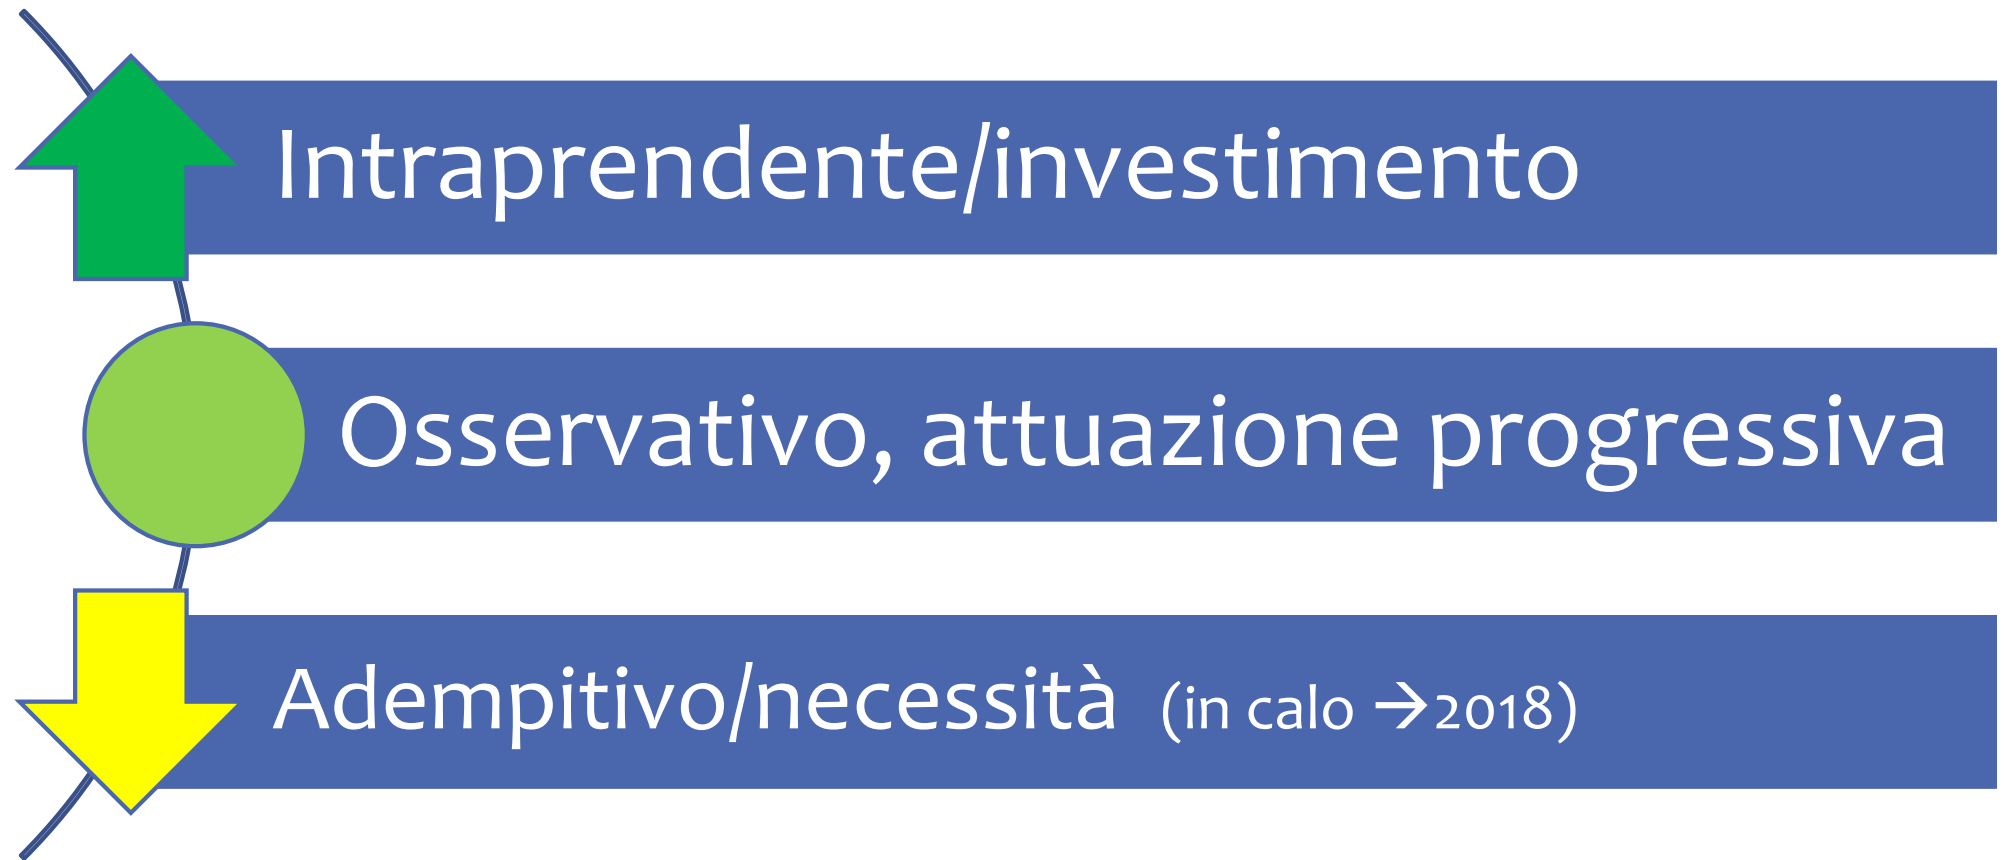 Intraprendente/investimento
Osservativo, attuazione progressiva
Adempitivo/necessità (in calo →2018)